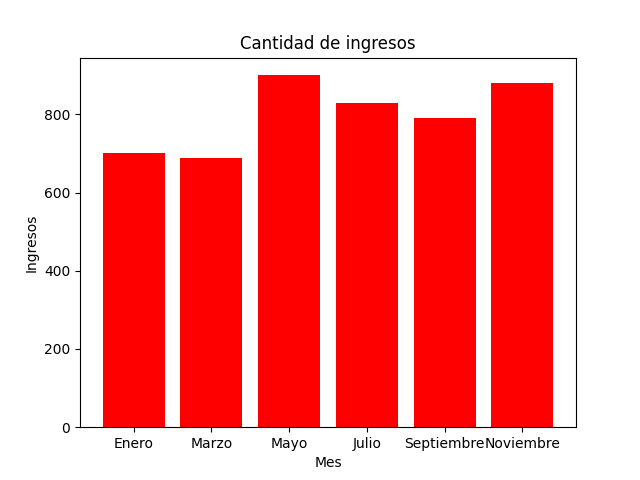 Cantidad de ingresos
Ingresos
800
600
400
200
0
Enero Marzo Mayo Julio Septiembre Noviembre
Mes